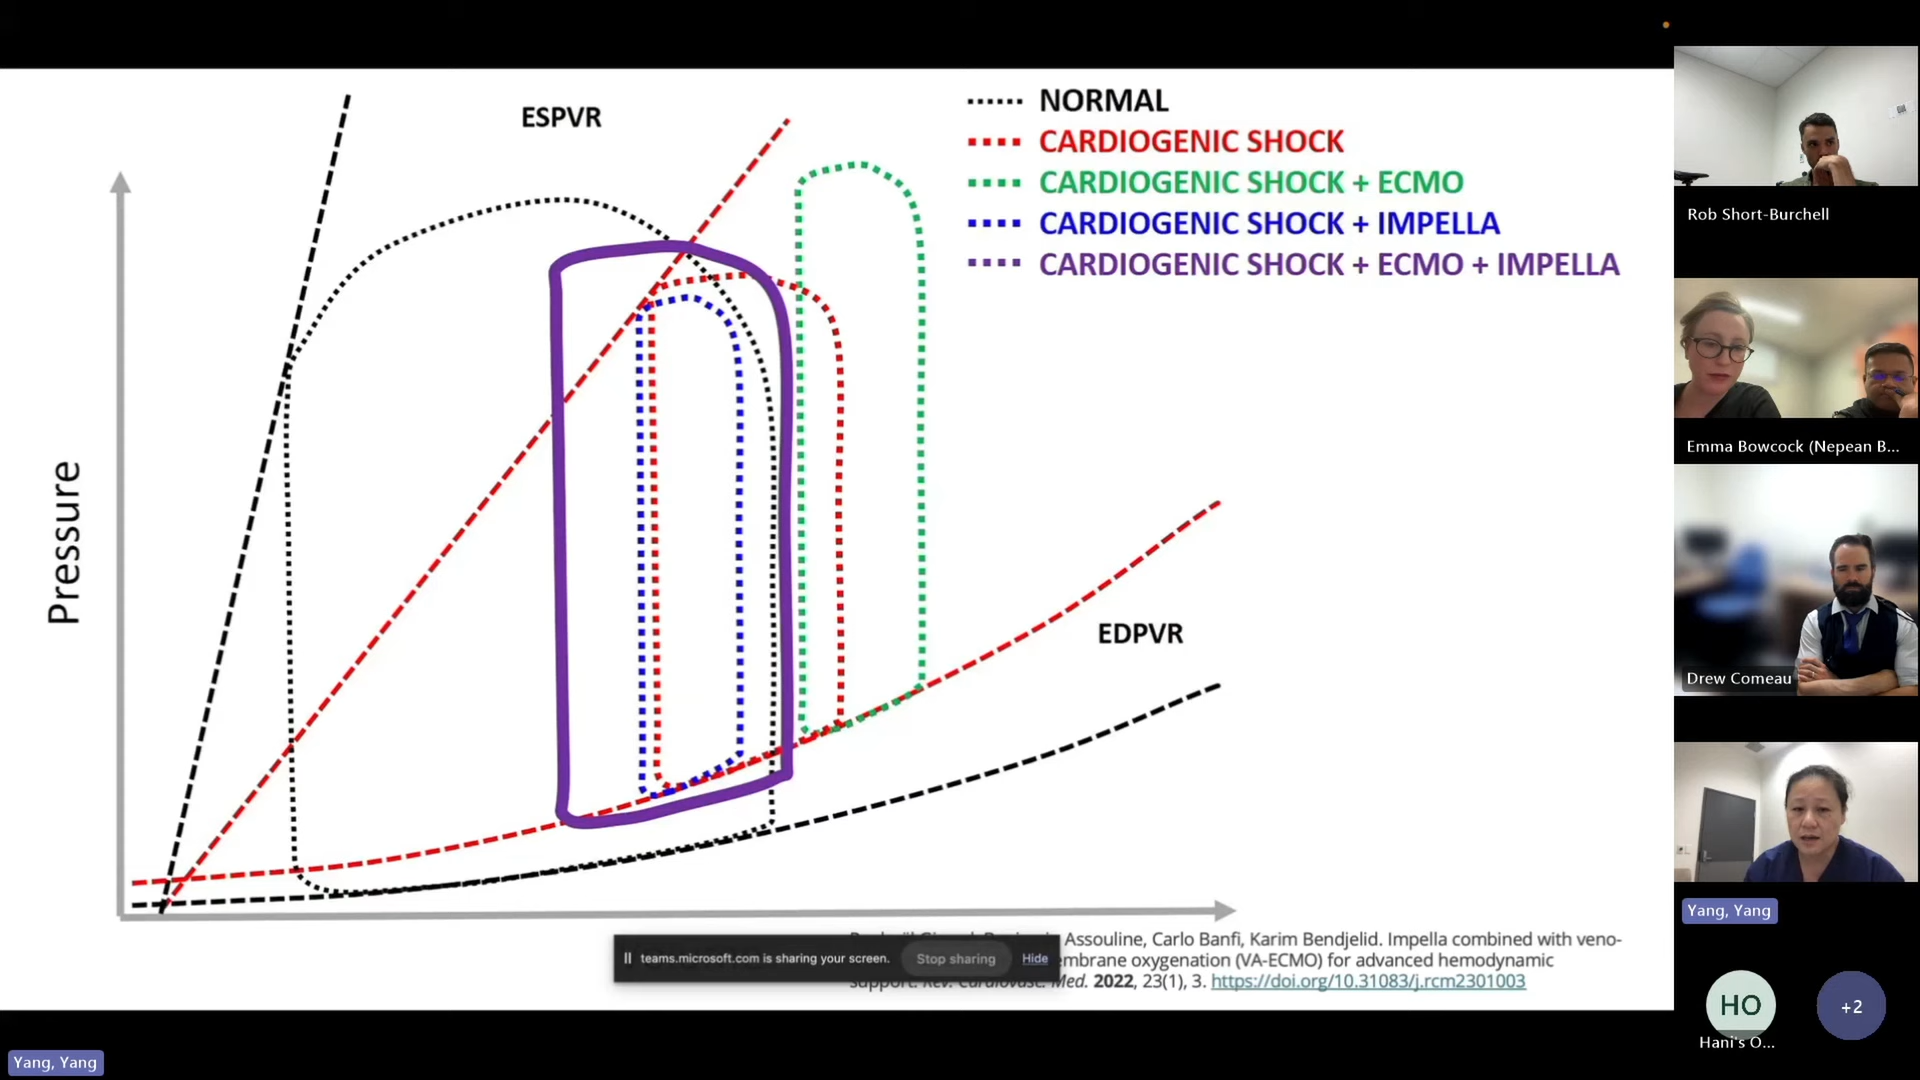 ESPVR
NORMAL
CARDIOGENIC SHOCK
CARDIOGENIC SHOCK + ECMO
CARDIOGENIC SHOCK + IMPELLA
CARDIOGENIC SHOCK + ECMO + IMPELLA
Pressure
EDPVR
Assouline, Carlo Banfi, Karim Bendjelid. Impella combined with veno-
oxygenation (VA-ECMO) for advanced hemodynamic
support. Rev. Cardiovasc. Med. 2022, 23(1), 3. https://doi.org/10.31083/j.rcm2301003
teams.microsoft.com is sharing your screen.
Stop sharing
Hide
Rob Short-Burchell
Emma Bowcock (Nepean B...
Drew Comeau
Yang, Yang
HO
Hani's O...
+2
Yang, Yang